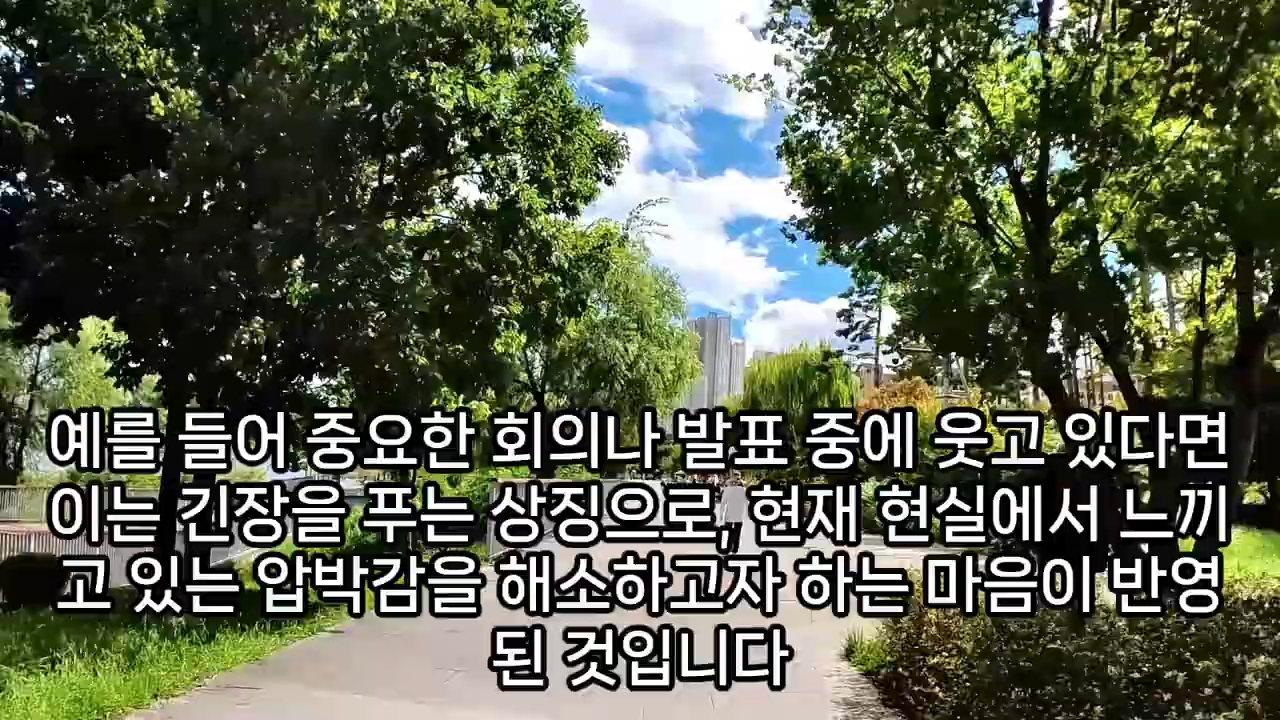 예를 들어 중요한 회의나 발표 중에 웃고 있다면
이는 긴장을 푸는 상징으로, 현재 현실에서 느끼
고 있는 압박감을 해소하고자 하는 마음이 반영
된 것입니다